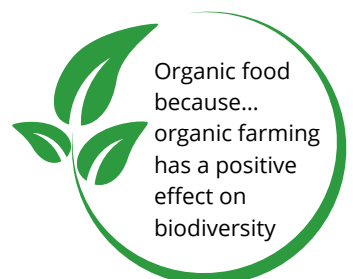 Organic food
because...
organic farming
has a positive
effect on
biodiversity